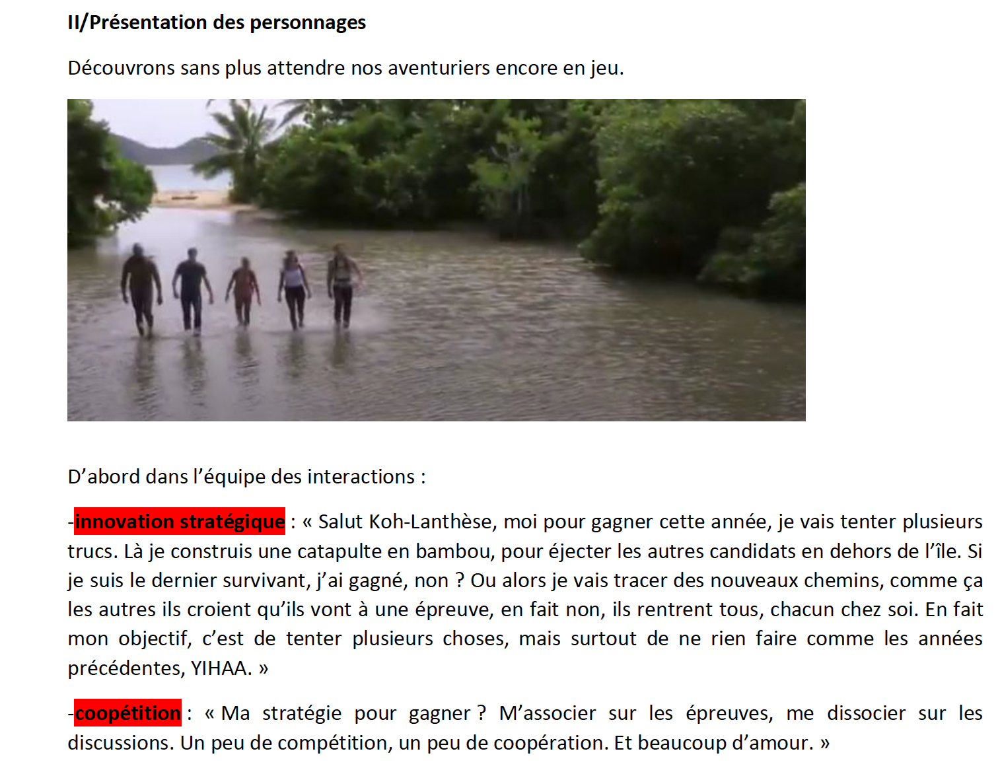 II/Présentation des personnages
Découvrons sans plus attendre nos aventuriers encore en jeu.
D’abord dans l’équipe des interactions :
-innovation stratégique : « Salut Koh-Lanthèse, moi pour gagner cette année, je vais tenter plusieurs
trucs. Là je construis une catapulte en bambou, pour éjecter les autres candidats en dehors de l’île. Si
je suis le dernier survivant, j’ai gagné, non ? Ou alors je vais tracer des nouveaux chemins, comme ça
les autres ils croient qu’ils vont à une épreuve, en fait non, ils rentrent tous, chacun chez soi. En fait
mon objectif, c’est de tenter plusieurs choses, mais surtout de ne rien faire comme les années
précédentes, YIHAA. »
-coopétition : « Ma stratégie pour gagner ? M’associer sur les épreuves, me dissocier sur les
discussions. Un peu de compétition, un peu de coopération. Et beaucoup d’amour. »